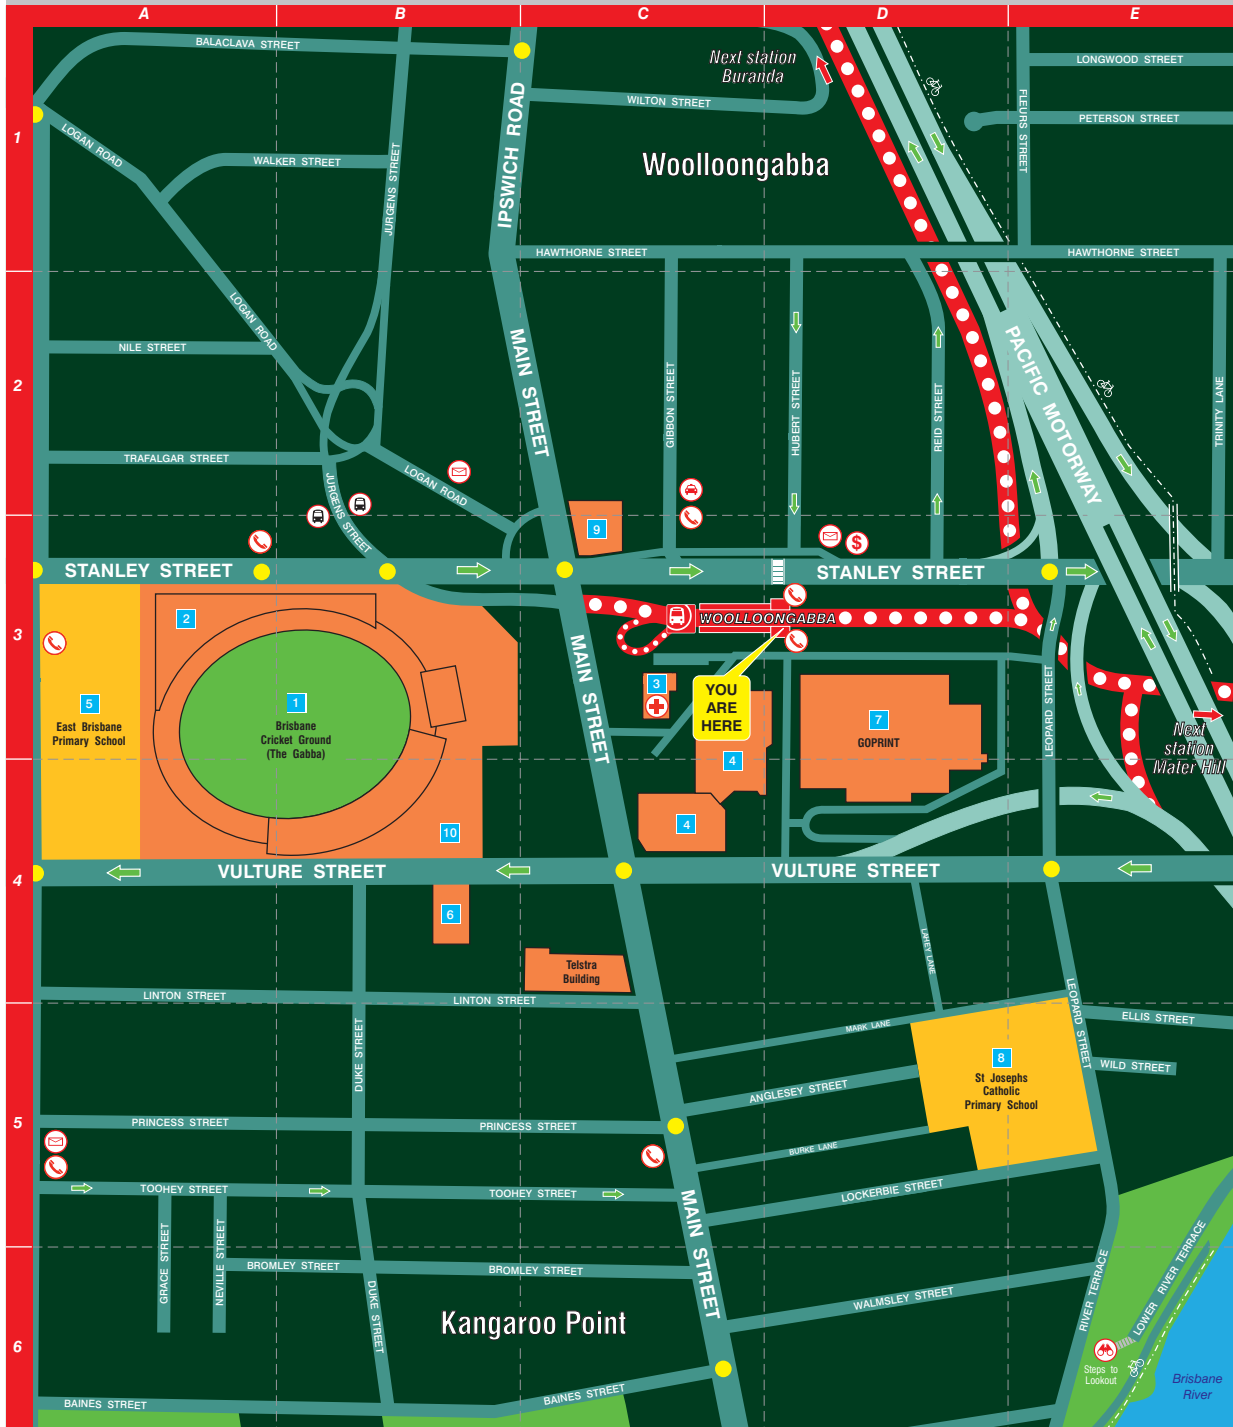 A B C D E
BALACLAVA STREET
Next station
Buranda
LONGWOOD STREET
WILTON STREET
IPSWICH ROAD
FLEURS STREET
PETERSON STREET
1
LOGAN ROAD
WALKER STREET
JURGENS STREET
Woolloongabba
HAWTHORNE STREET
HAWTHORNE STREET
LOGAN ROAD
NILE STREET
MAIN STREET
PACIFIC MOTORWAY
2
GIBBON STREET
HUBERT STREET
REID STREET
TRINITY LANE
TRAFALGAR STREET
LOGAN ROAD
JURGENS STREET
9
$
STANLEY STREET
STANLEY STREET
2
WOOLLOONGABBA
3
MAIN STREET
LEOPARD STREET
3
YOU
ARE
HERE
5
East Brisbane
Primary School
1
Brisbane
Cricket Ground
(The Gabba)
7
GOPRINT
Next
station
Mater Hill
4
4
10
VULTURE STREET
VULTURE STREET
4
6
Telstra
Building
LAHEY LANE
LINTON STREET
LINTON STREET
LEOPARD STREET
ELLIS STREET
MARK LANE
DUKE STREET
8
St Josephs
Catholic
Primary School
WILD STREET
ANGLESEY STREET
5
PRINCESS STREET
PRINCESS STREET
BURKE LANE
TOOHEY STREET
TOOHEY STREET
LOCKERBIE STREET
MAIN STREET
GRACE STREET
NEVILLE STREET
BROMLEY STREET
BROMLEY STREET
DUKE STREET
WALMSLEY STREET
RIVER TERRACE
LOWER RIVER TERRACE
Kangaroo Point
6
Steps to
Lookout
Brisbane
River
BAINES STREET
BAINES STREET